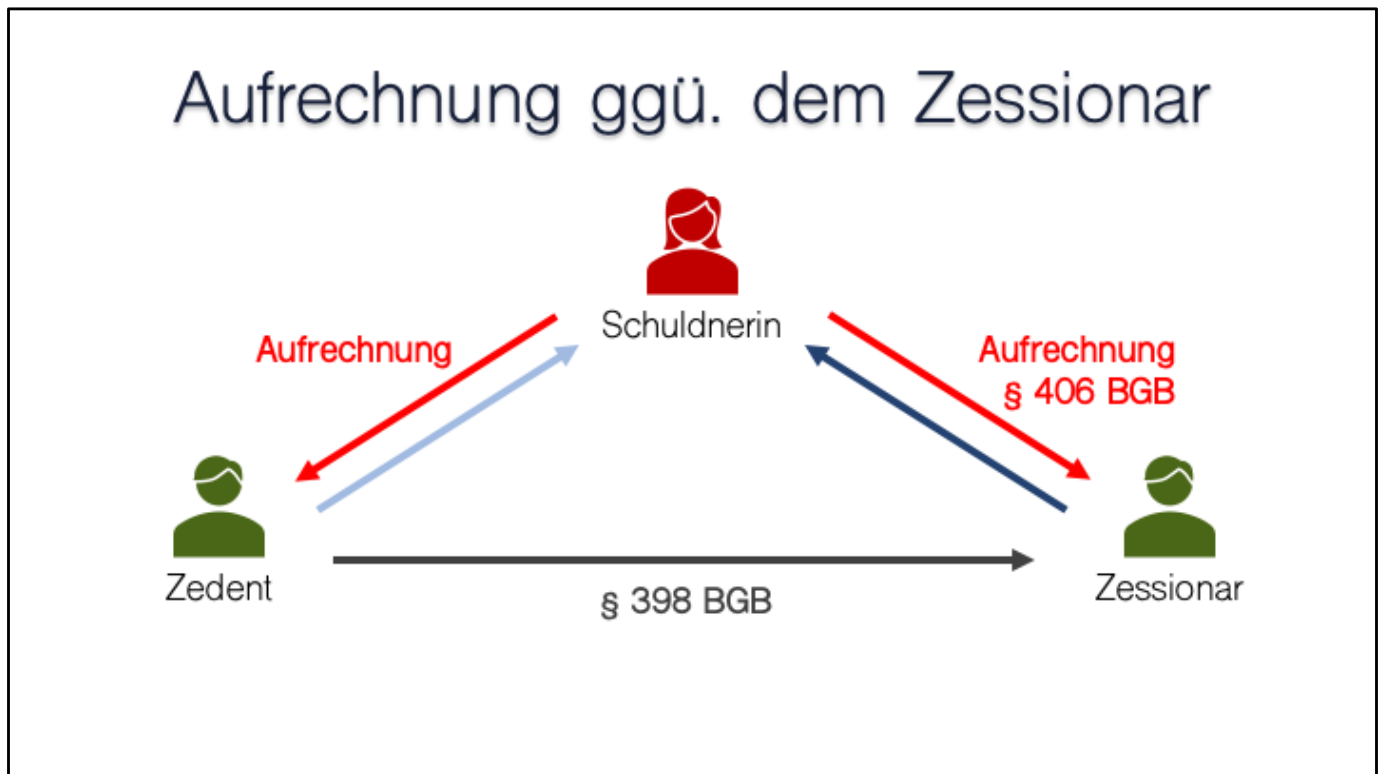 Aufrechnung ggü. dem Zessionar
Schuldnerin
Aufrechnung
Aufrechnung
§ 406 BGB
Zedent
§ 398 BGB
Zessionar